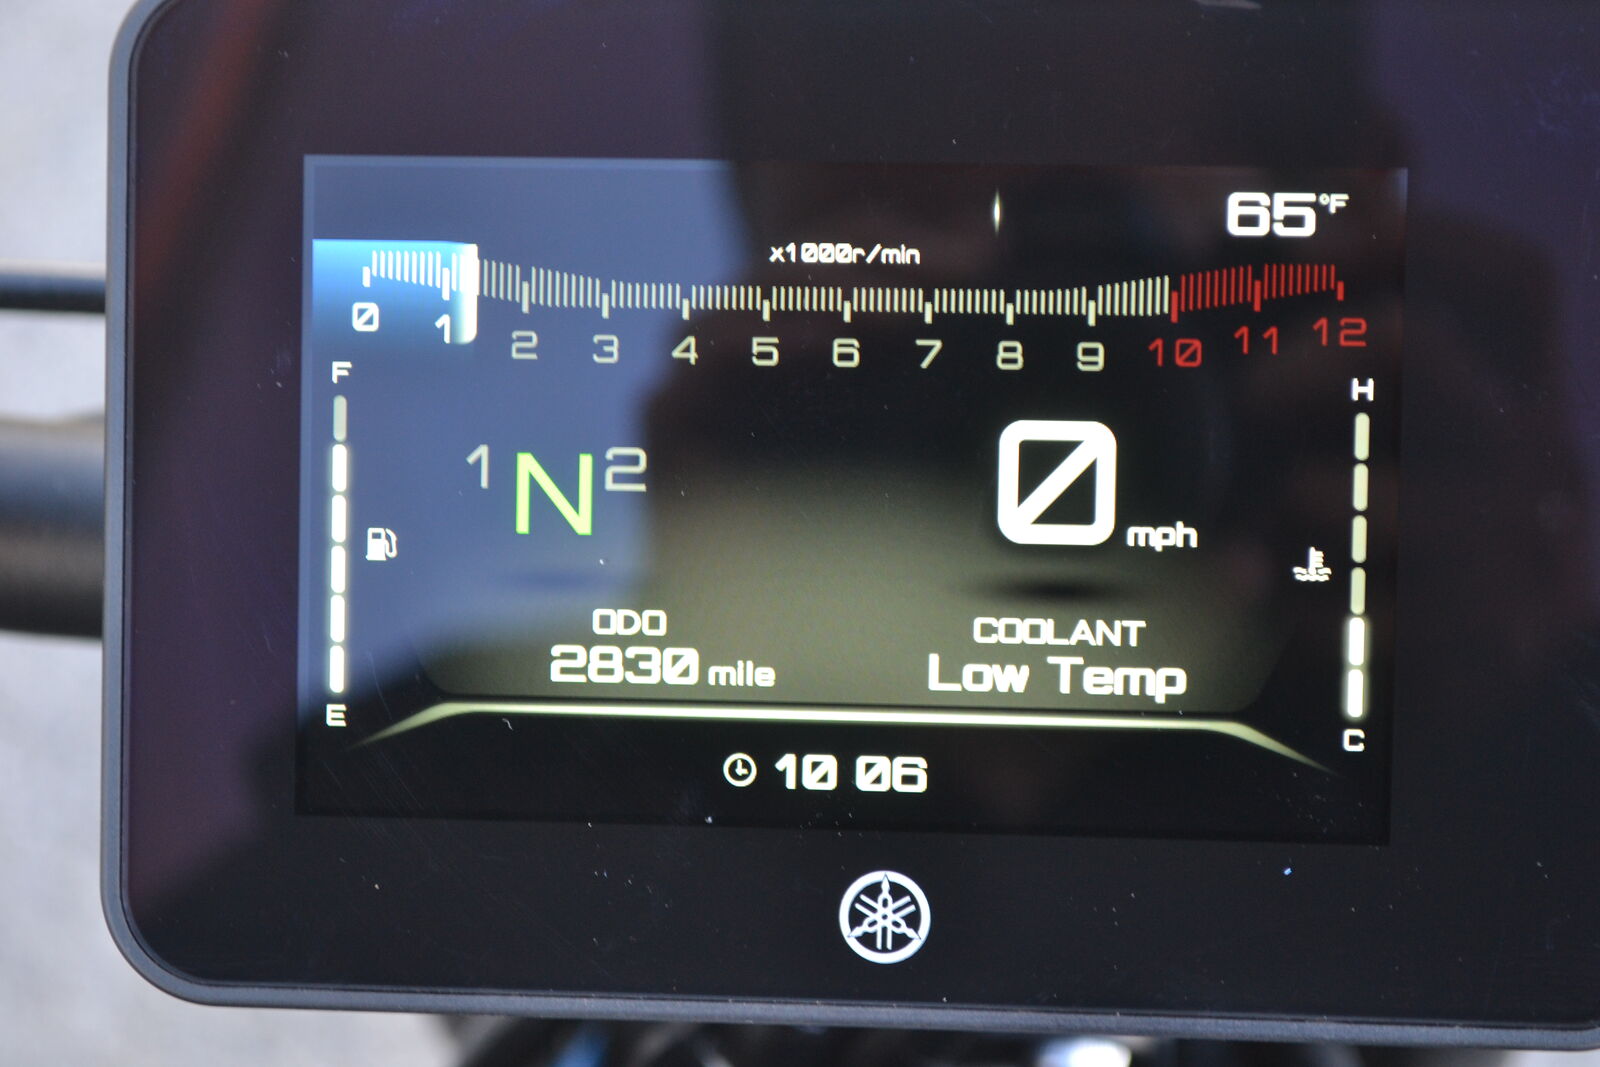 65°F
x1000r/min
0 1 2 3 4 5 6 7 8 9 10 11 12
F
H
1 N 2
0 mph
ODO
2830 mile
COOLANT
Low Temp
E
C
10 06